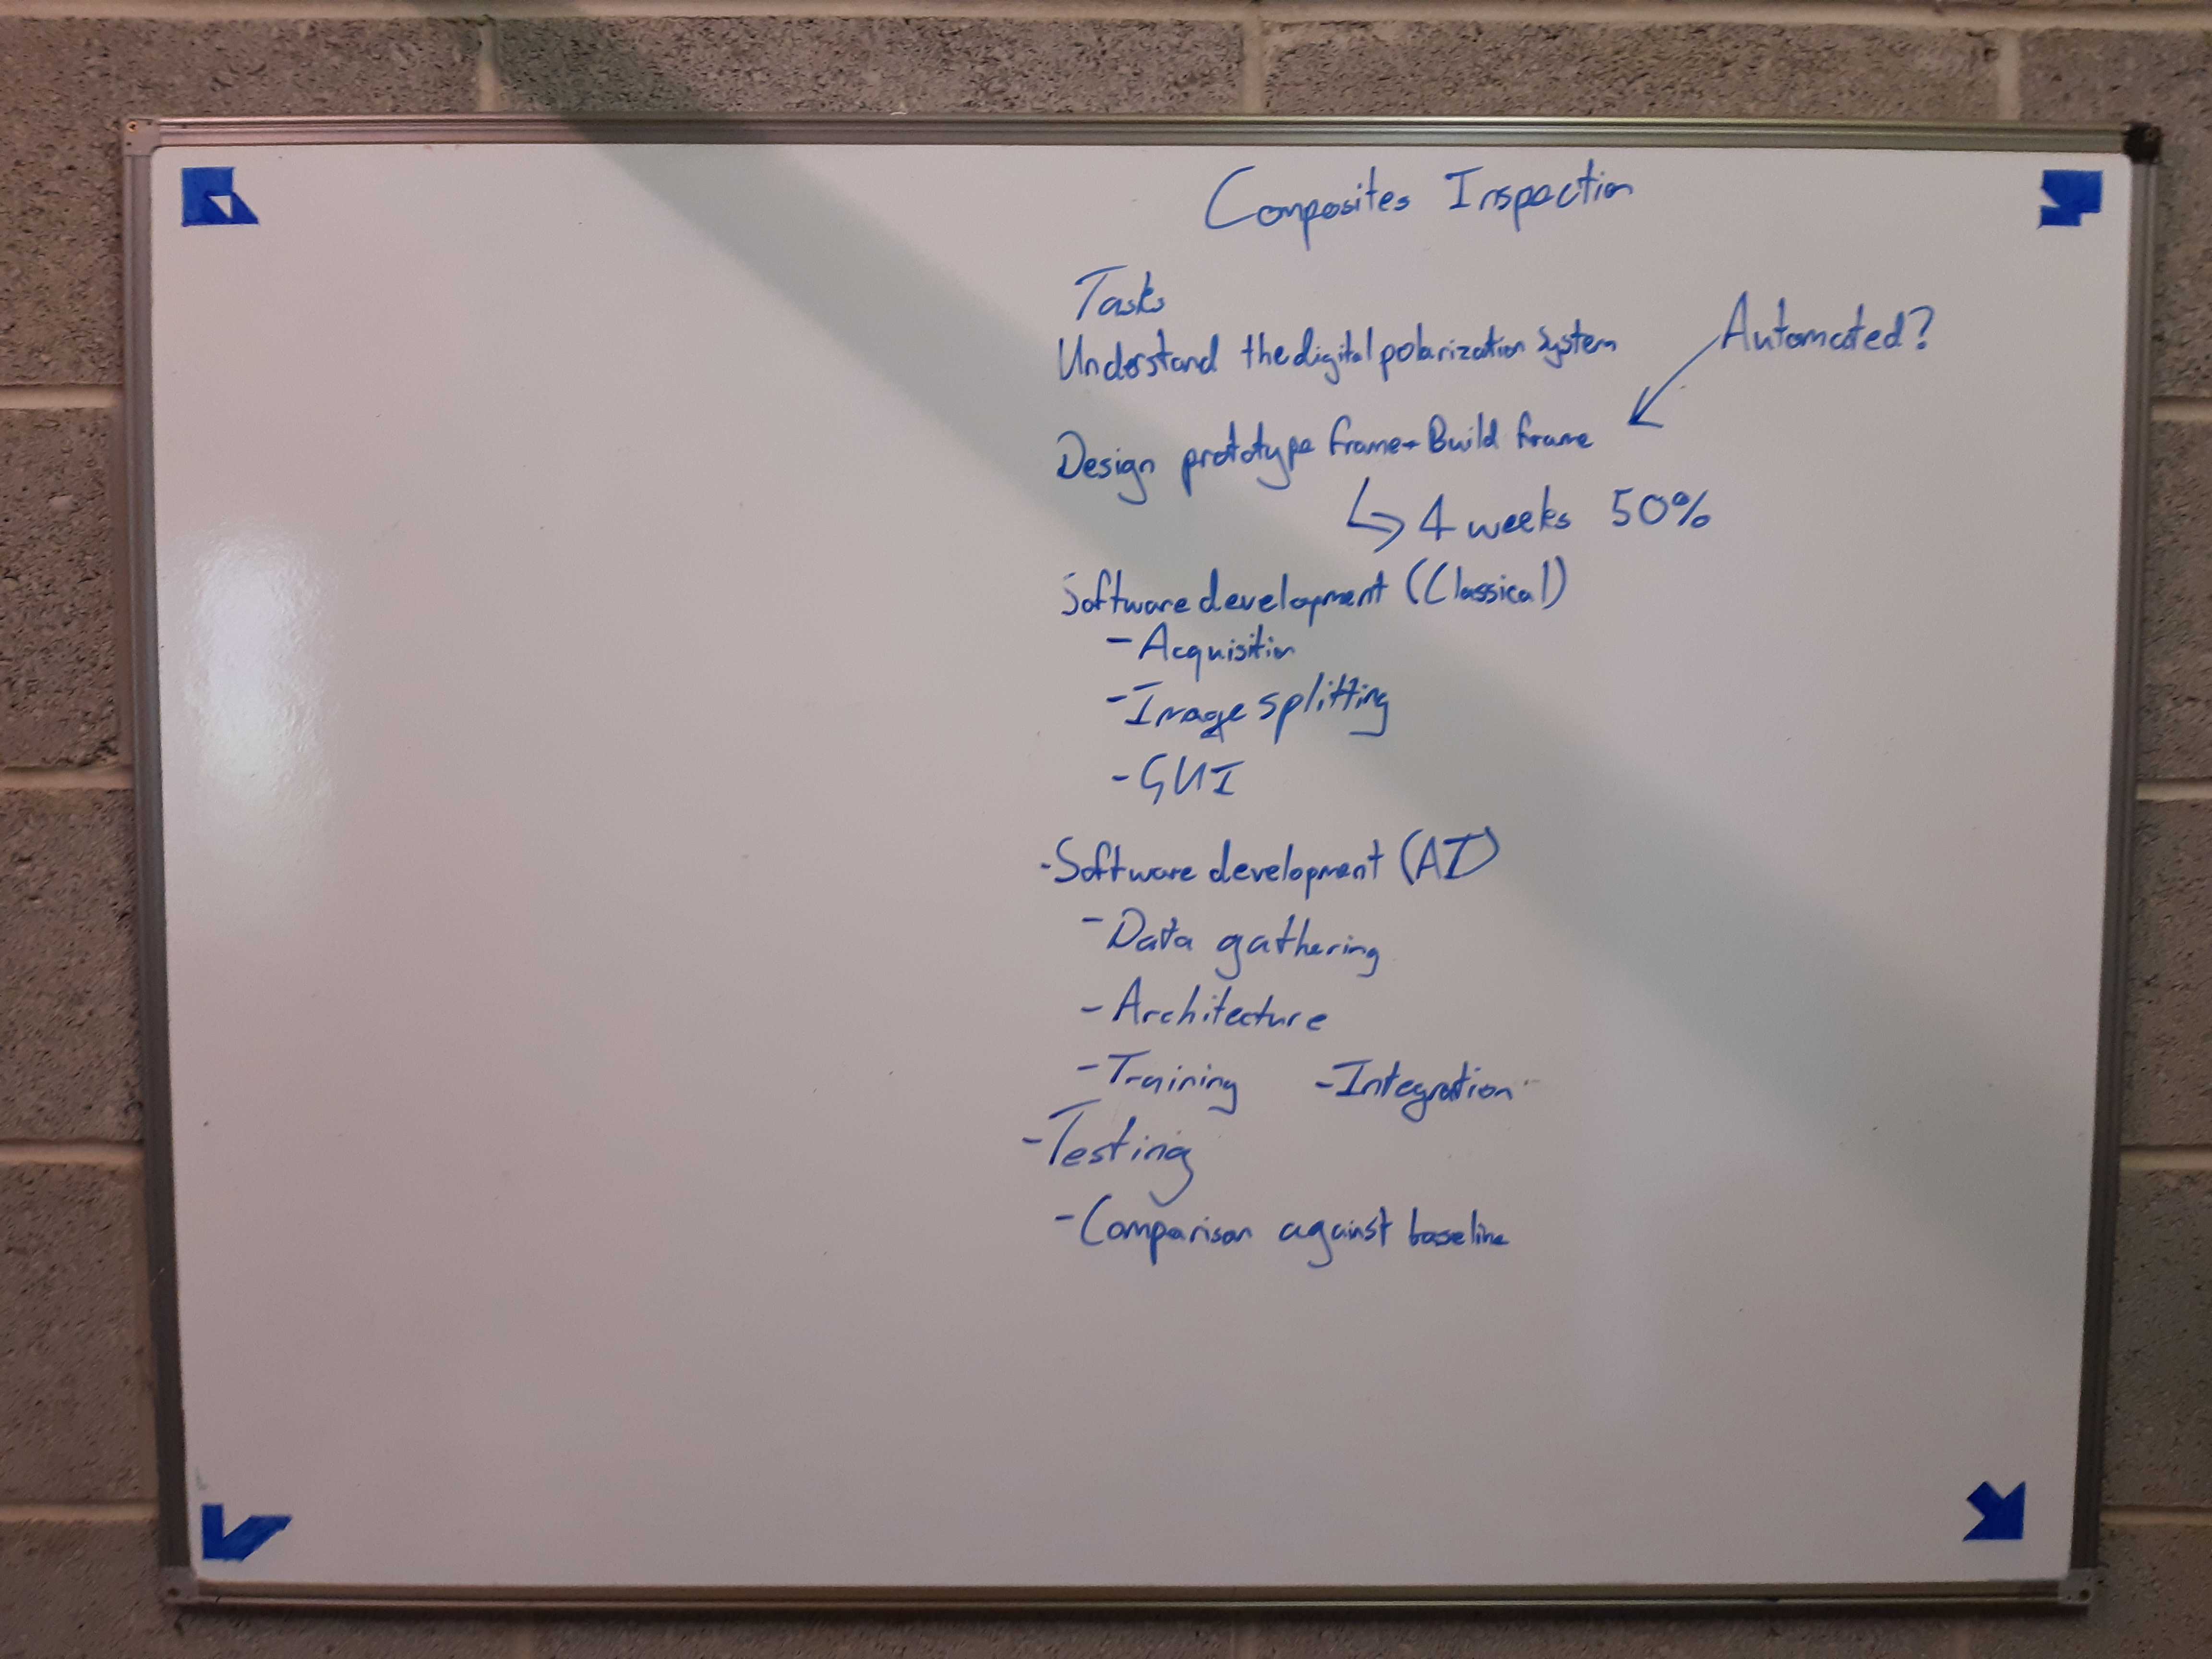 Composites Inspection
Tasks
Understand the digital polarization system
Automated?
Design prototype frame + Build frame
↳ 4 weeks 50%
Software development (Classical)
- Acquisition
- Image splitting
- GUI
- Software development (AI)
- Data gathering
- Architecture
- Training - Integration
- Testing
- Comparison against baseline